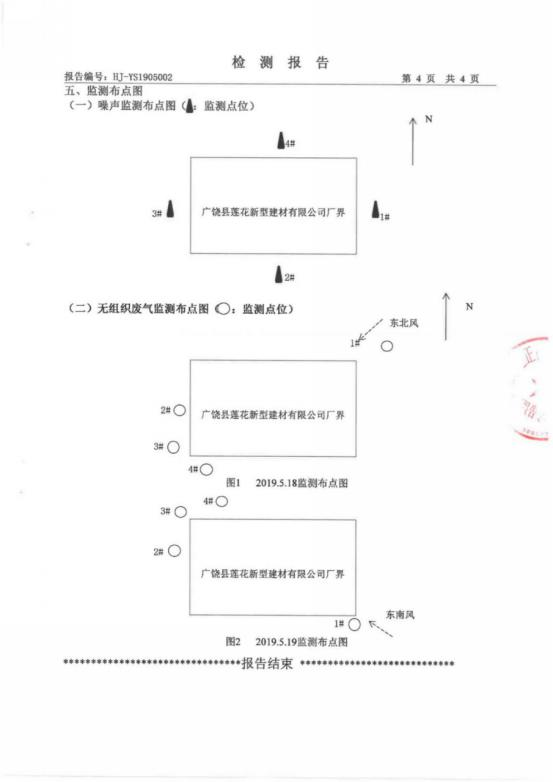 检 测 报 告
报告编号：HJ-YS1905002 第 4 页 共 4 页
五、监测布点图
（一）噪声监测布点图（▲：监测点位）
N
4#
3#
广饶县莲花新型建材有限公司厂界
1#
2#
（二）无组织废气监测布点图（○：监测点位）
N
东北风
1#
2#
广饶县莲花新型建材有限公司厂界
3#
4#
图1 2019.5.18监测布点图
4#
3#
2#
广饶县莲花新型建材有限公司厂界
东南风
1#
图2 2019.5.19监测布点图
********************************报告结束 ****************************